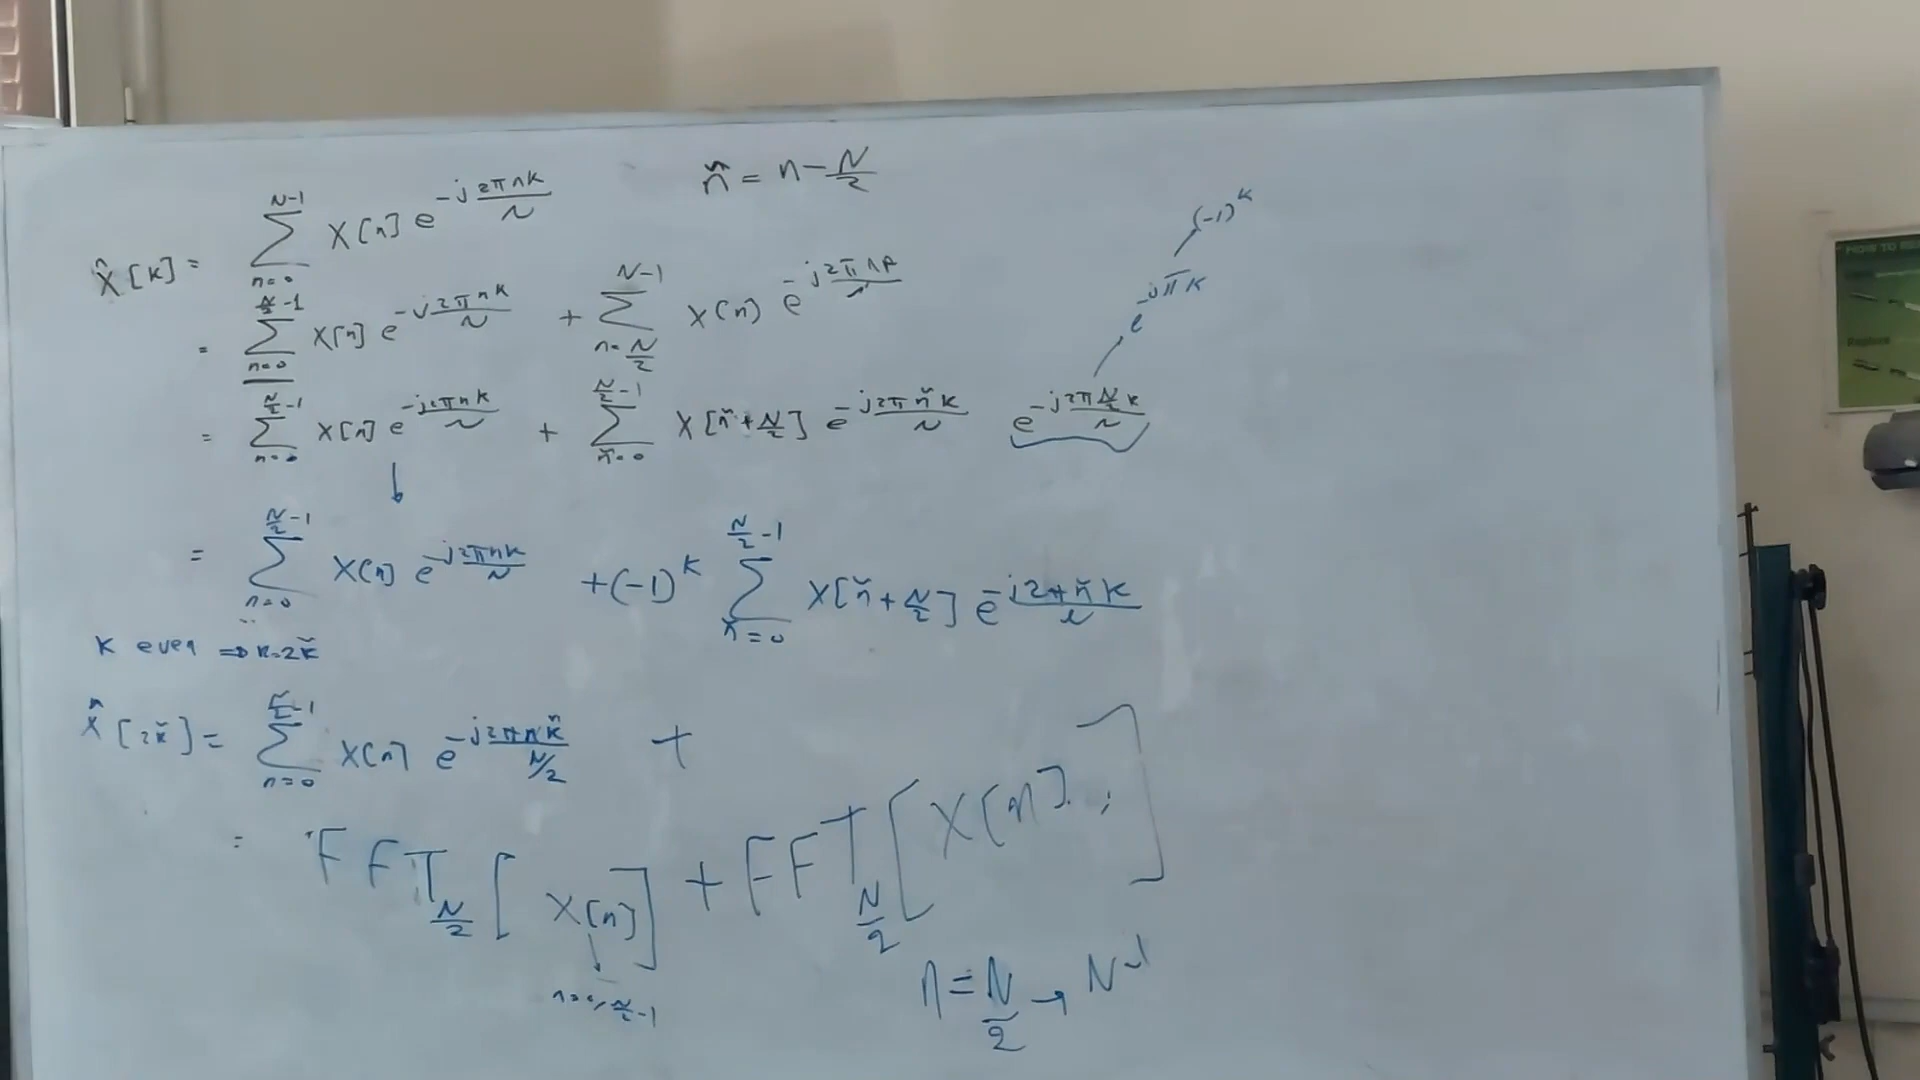 ň = n - N/2
X̂[k] = Σ_{n=0}^{N-1} X[n] e^{-j2πnk/N}
= Σ_{n=0}^{N/2-1} X[n] e^{-j2πnk/N} + Σ_{n=N/2}^{N-1} X(n)
= Σ_{n=0}^{N/2-1} X[n] e^{-j2πnk/N} + Σ_{ň=0}^{N/2-1} X[ň+N/2] e^{-j2πňk/N} e^{-j2π(N/2)k/N}
e^{-jπk}
(-1)^k
= Σ_{n=0}^{N/2-1} X[n] e^{-j2πnk/N} + (-1)^k Σ_{ň=0}^{N/2-1} X[ň+N/2] e^{-j2πňk/N}
k even ⇒ k=2ǩ
X̂[2ǩ] = Σ_{n=0}^{N/2-1} X[n] e^{-j2πnǩ/(N/2)} +
= FFT_{N/2} [X[n]] + FFT_{N/2} [X[n],]
n=0, N/2-1
n = N/2 → N-1
HOW TO